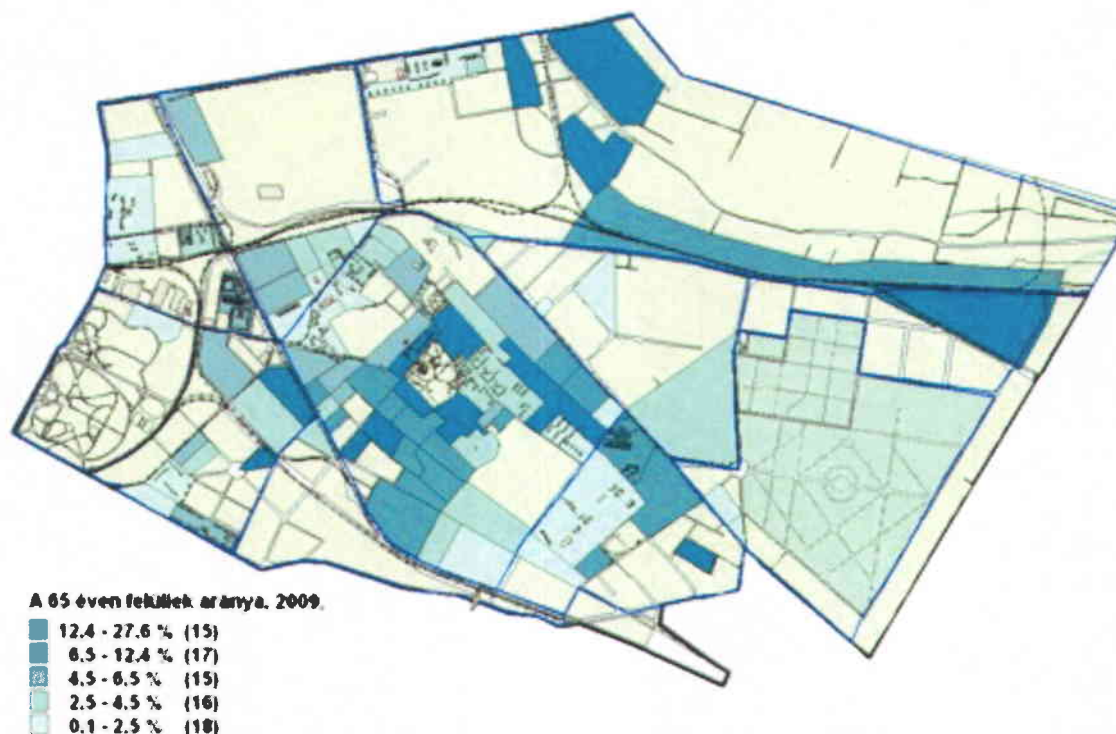 A 65 éven felüliek aránya, 2009.
12.4 - 27.6 % (15)
6.5 - 12.4 % (17)
4.5 - 6.5 % (15)
2.5 - 4.5 % (16)
0.1 - 2.5 % (18)